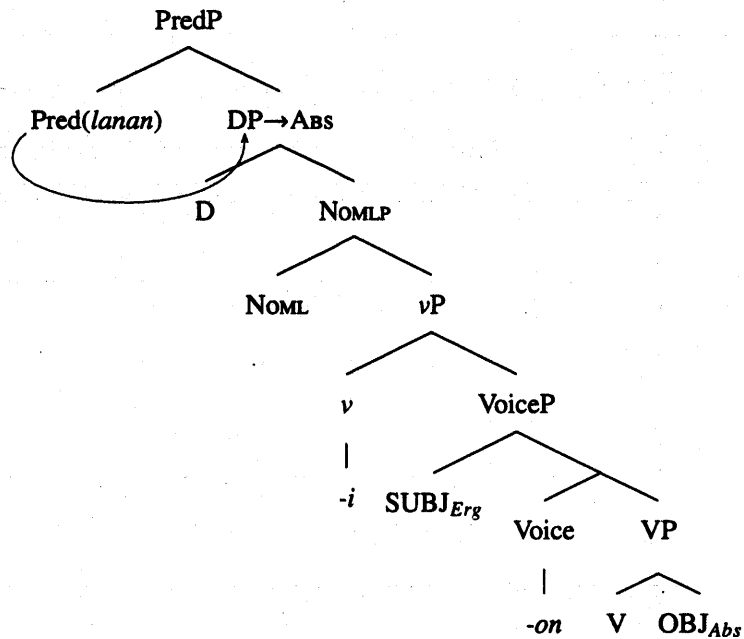 PredP
Pred(lanan) DP→ABS
D NOMLP
NOML vP
v VoiceP
-i SUBJErg
Voice VP
-on V OBJAbs